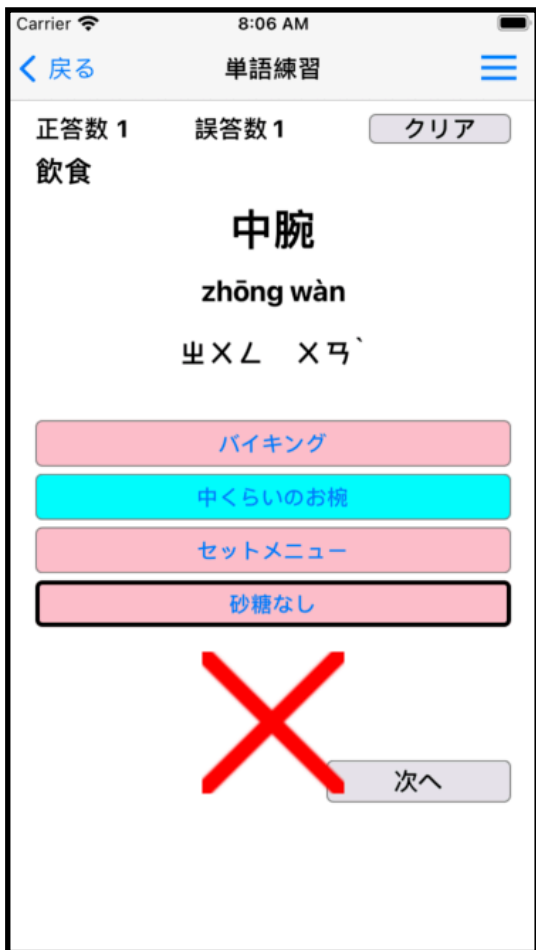 Carrier 8:06 AM
戻る 単語練習
正答数 1 誤答数 1 クリア
飲食
中腕
zhōng wàn
ㄓㄨㄥ ㄨㄢˋ
バイキング
中くらいのお椀
セットメニュー
砂糖なし
次へ